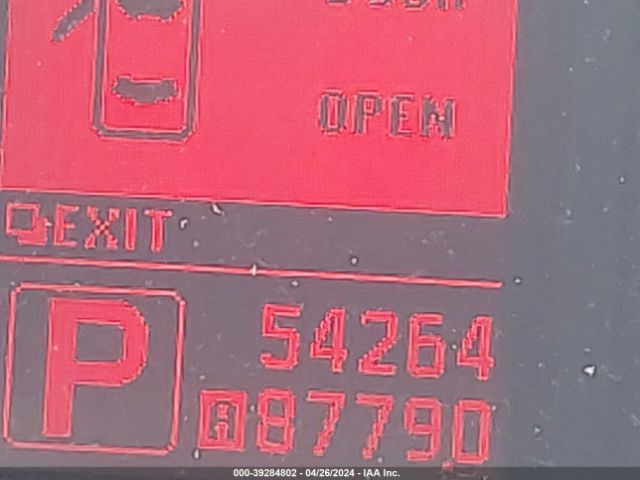 OPEN
EXIT
P
54264
A 87790
000-39284802 - 04/26/2024 - IAA Inc.